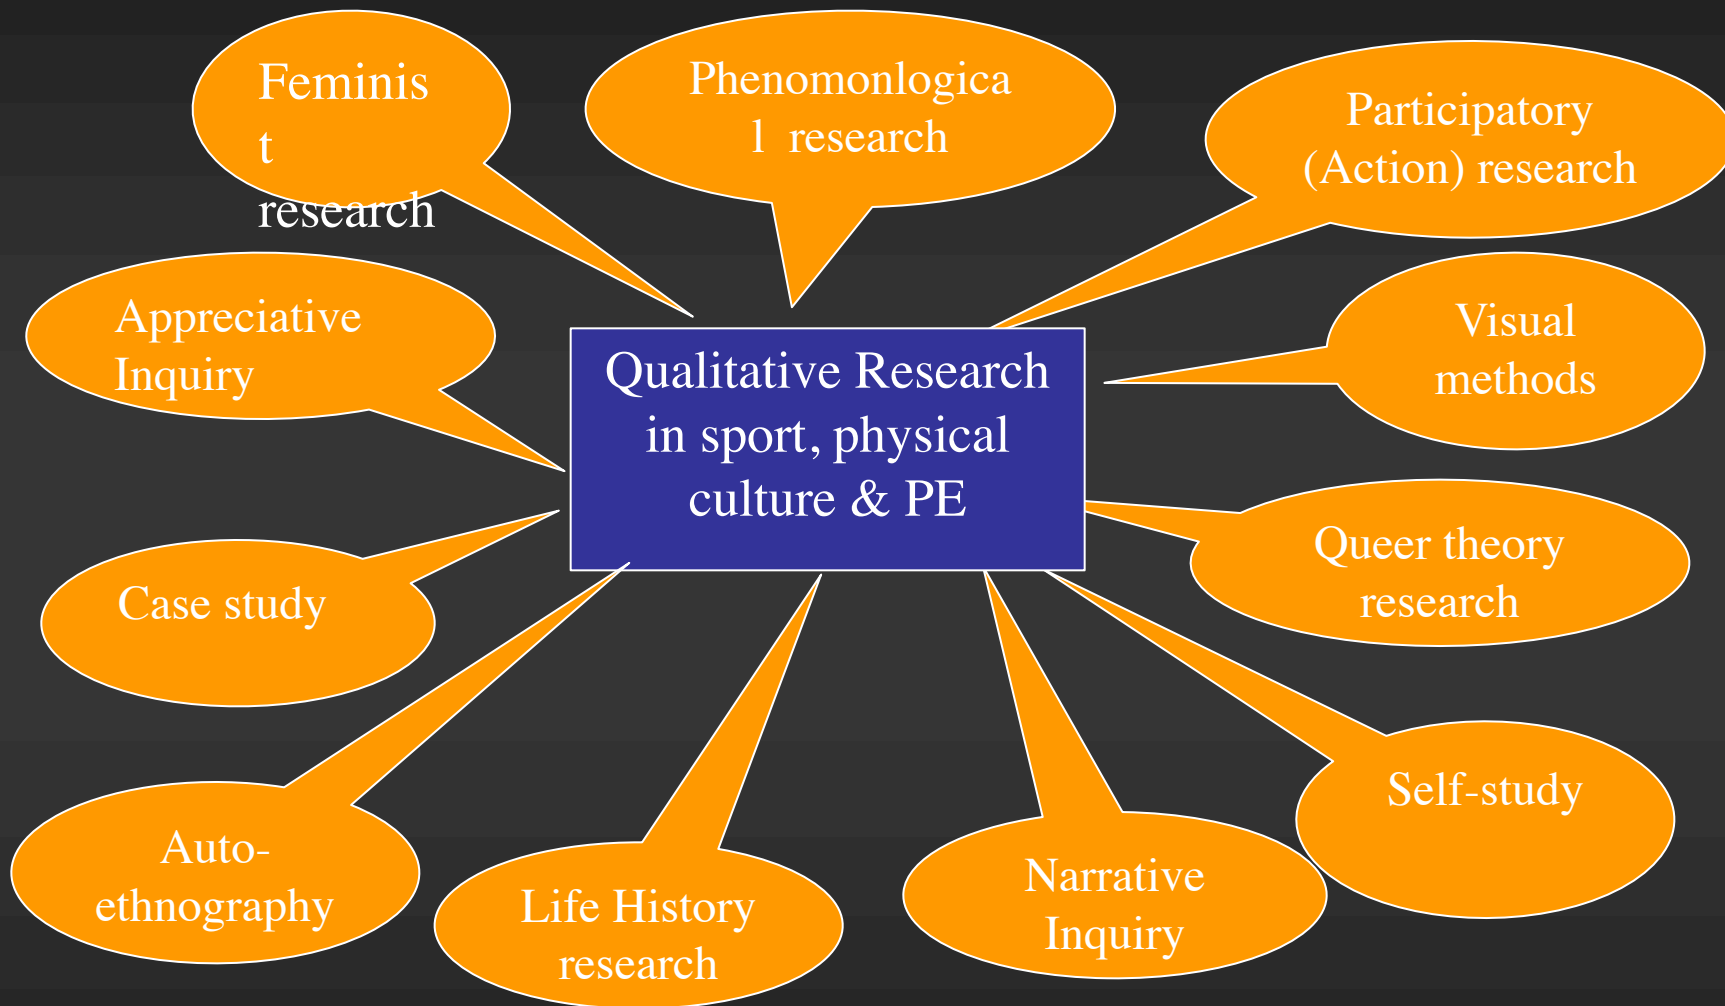 Feminis
t
research
Phenomonlogica
l  research
Participatory
(Action) research
Appreciative
Inquiry
Visual
methods
Qualitative Research
in sport, physical
culture & PE
Queer theory
research
Case study
Self-study
Auto-
ethnography
Life History
research
Narrative
Inquiry